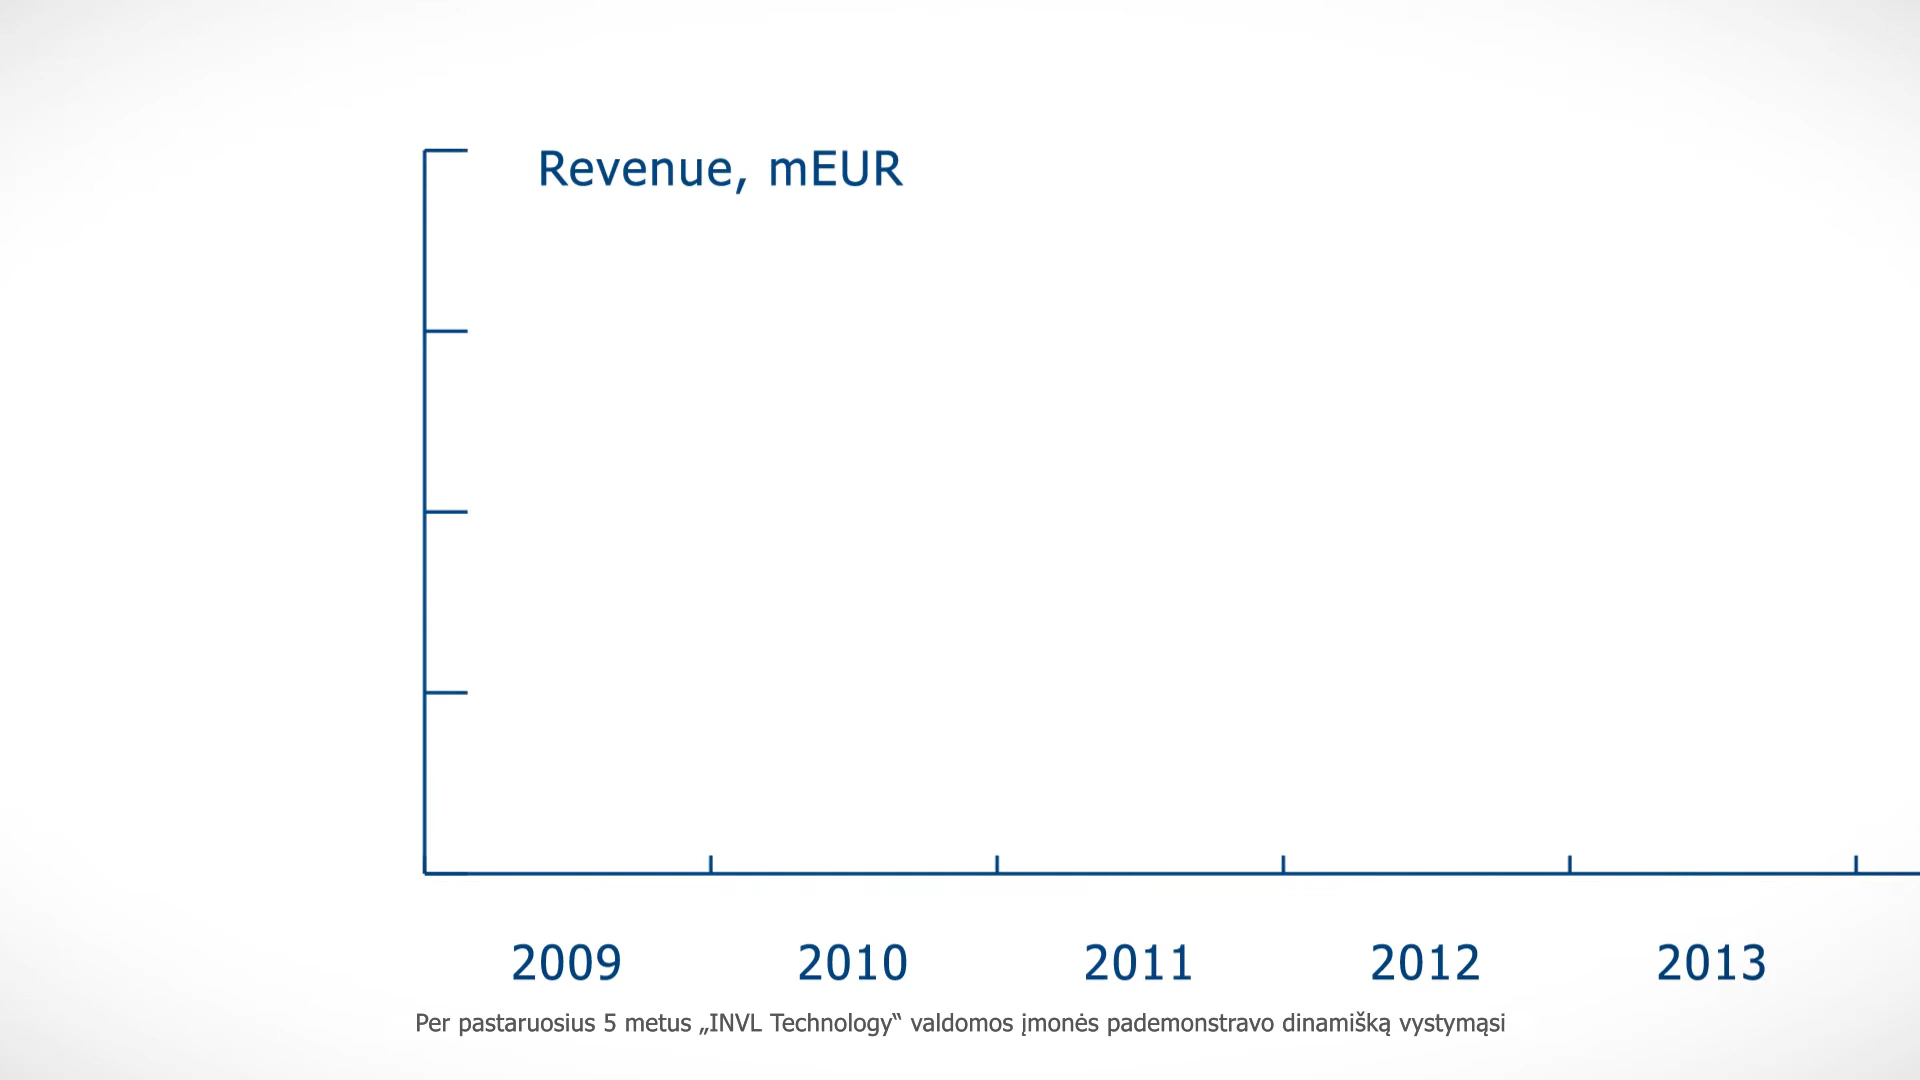 Revenue, mEUR
2009 2010 2011 2012 2013
Per pastaruosius 5 metus „INVL Technology“ valdomos įmonės pademonstravo dinamišką vystymąsi